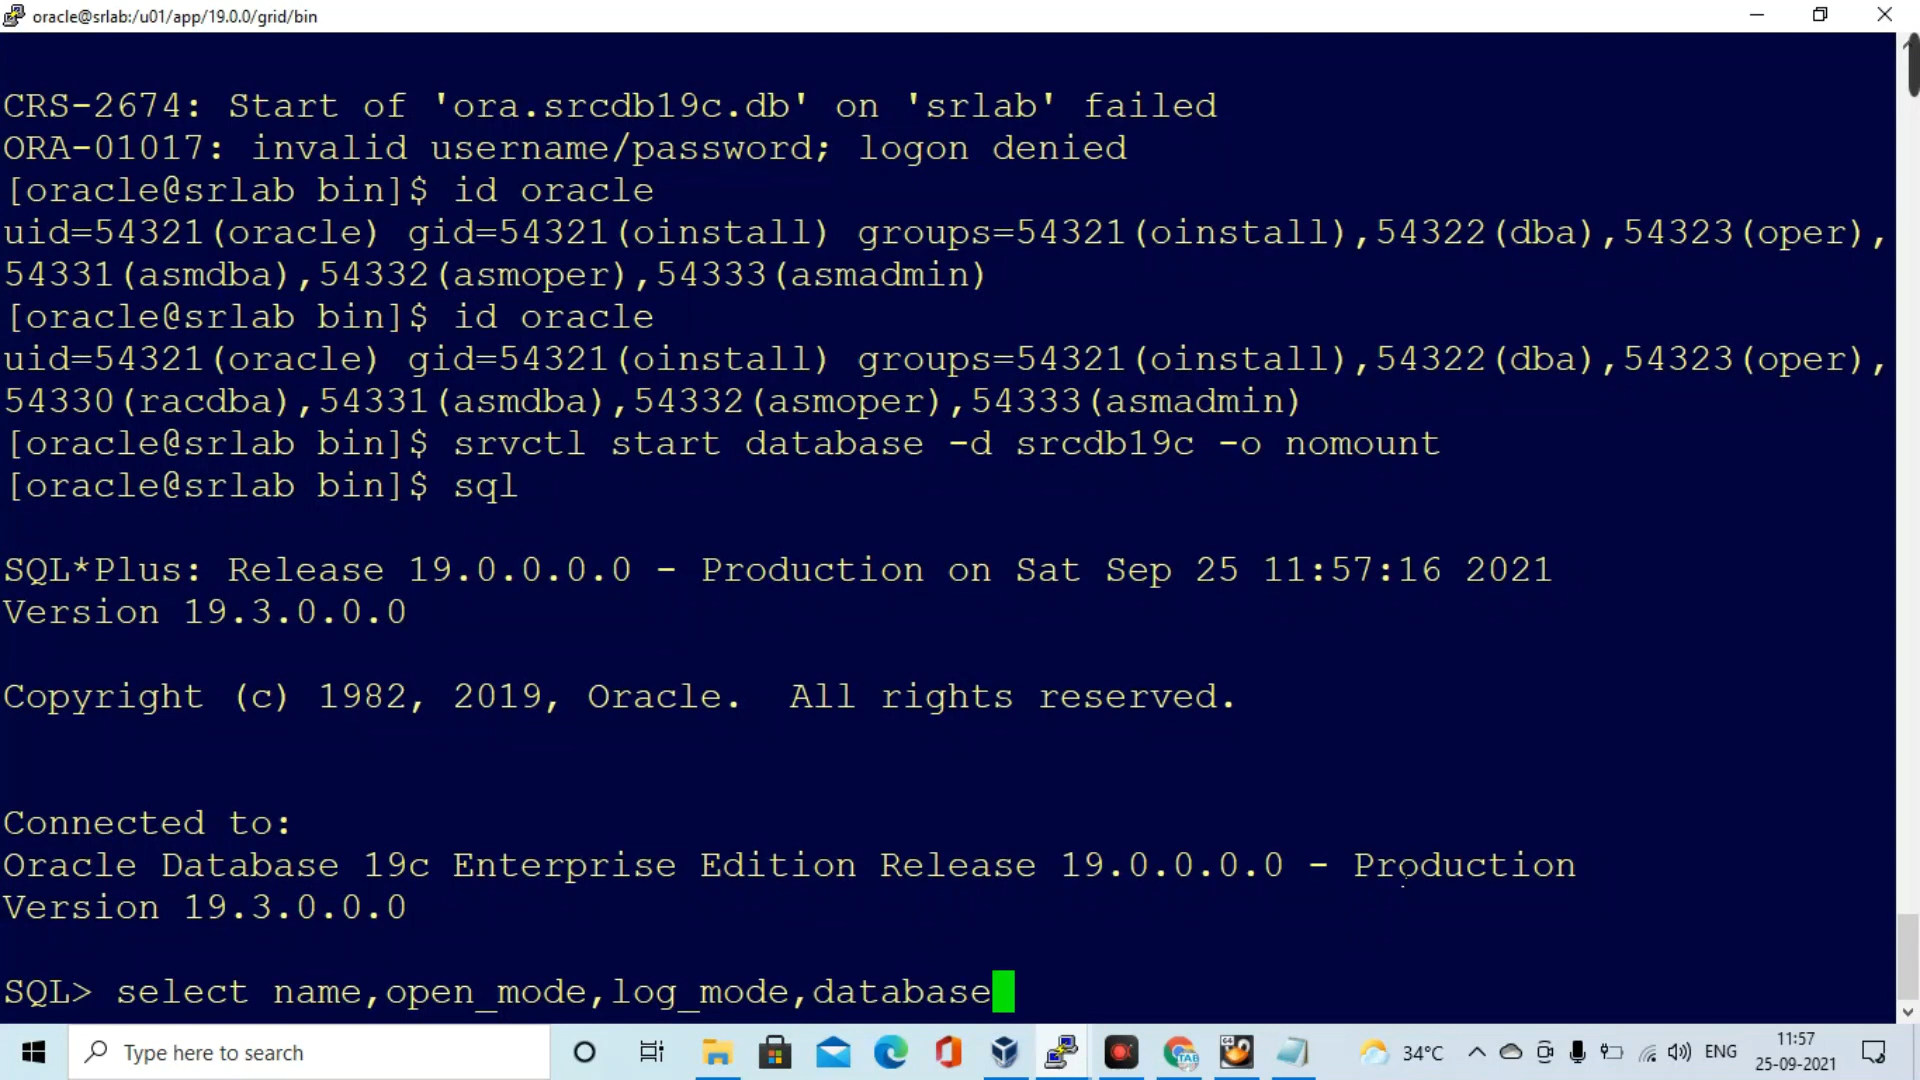 oracle@srlab:/u01/app/19.0.0/grid/bin
CRS-2674: Start of 'ora.srcdb19c.db' on 'srlab' failed
ORA-01017: invalid username/password; logon denied
[oracle@srlab bin]$ id oracle
uid=54321(oracle) gid=54321(oinstall) groups=54321(oinstall),54322(dba),54323(oper),
54331(asmdba),54332(asmoper),54333(asmadmin)
[oracle@srlab bin]$ id oracle
uid=54321(oracle) gid=54321(oinstall) groups=54321(oinstall),54322(dba),54323(oper),
54330(racdba),54331(asmdba),54332(asmoper),54333(asmadmin)
[oracle@srlab bin]$ srvctl start database -d srcdb19c -o nomount
[oracle@srlab bin]$ sql
SQL*Plus: Release 19.0.0.0.0 - Production on Sat Sep 25 11:57:16 2021
Version 19.3.0.0.0
Copyright (c) 1982, 2019, Oracle.  All rights reserved.
Connected to:
Oracle Database 19c Enterprise Edition Release 19.0.0.0.0 - Production
Version 19.3.0.0.0
SQL> select name,open_mode,log_mode,database
Type here to search
TAB
64
34°C
ENG
11:57
25-09-2021